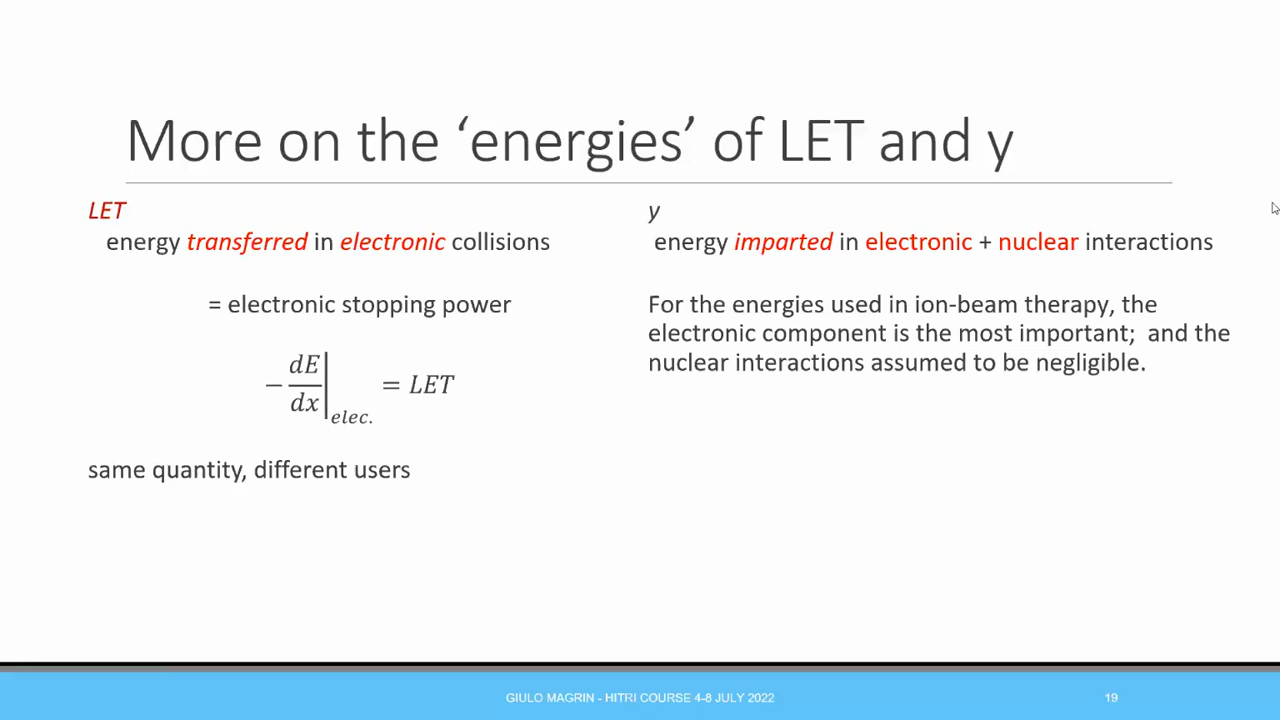 More on the ‘energies’ of LET and y
LET
energy transferred in electronic collisions
= electronic stopping power
− dE/dx |elec. = LET
same quantity, different users
y
energy imparted in electronic + nuclear interactions
For the energies used in ion-beam therapy, the
electronic component is the most important; and the
nuclear interactions assumed to be negligible.
GIULO MAGRIN - HITRI COURSE 4-8 JULY 2022
19